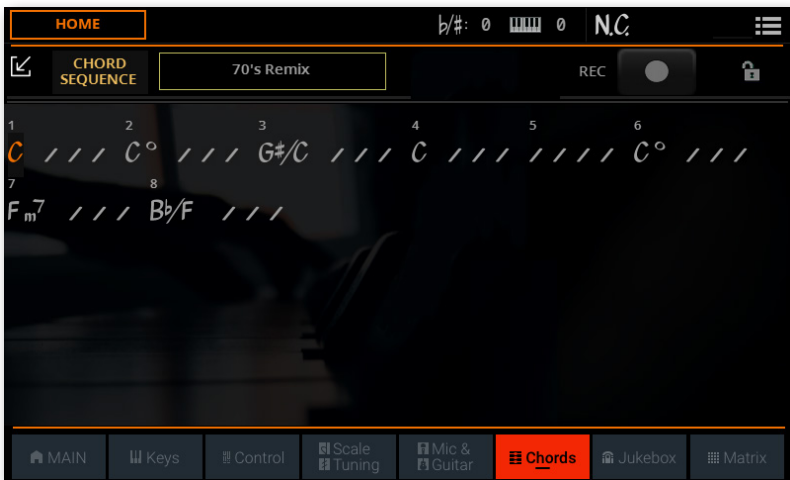 HOME b/#: 0 0 N.C.
CHORD SEQUENCE 70's Remix REC
1 2 3 4 5 6
C / / / C° / / / G#/C / / / C / / / / / / / C° / / /
7 8
Fm7 / / / Bb/F / / /
MAIN Keys Control Scale Tuning Mic & Guitar Chords Jukebox Matrix